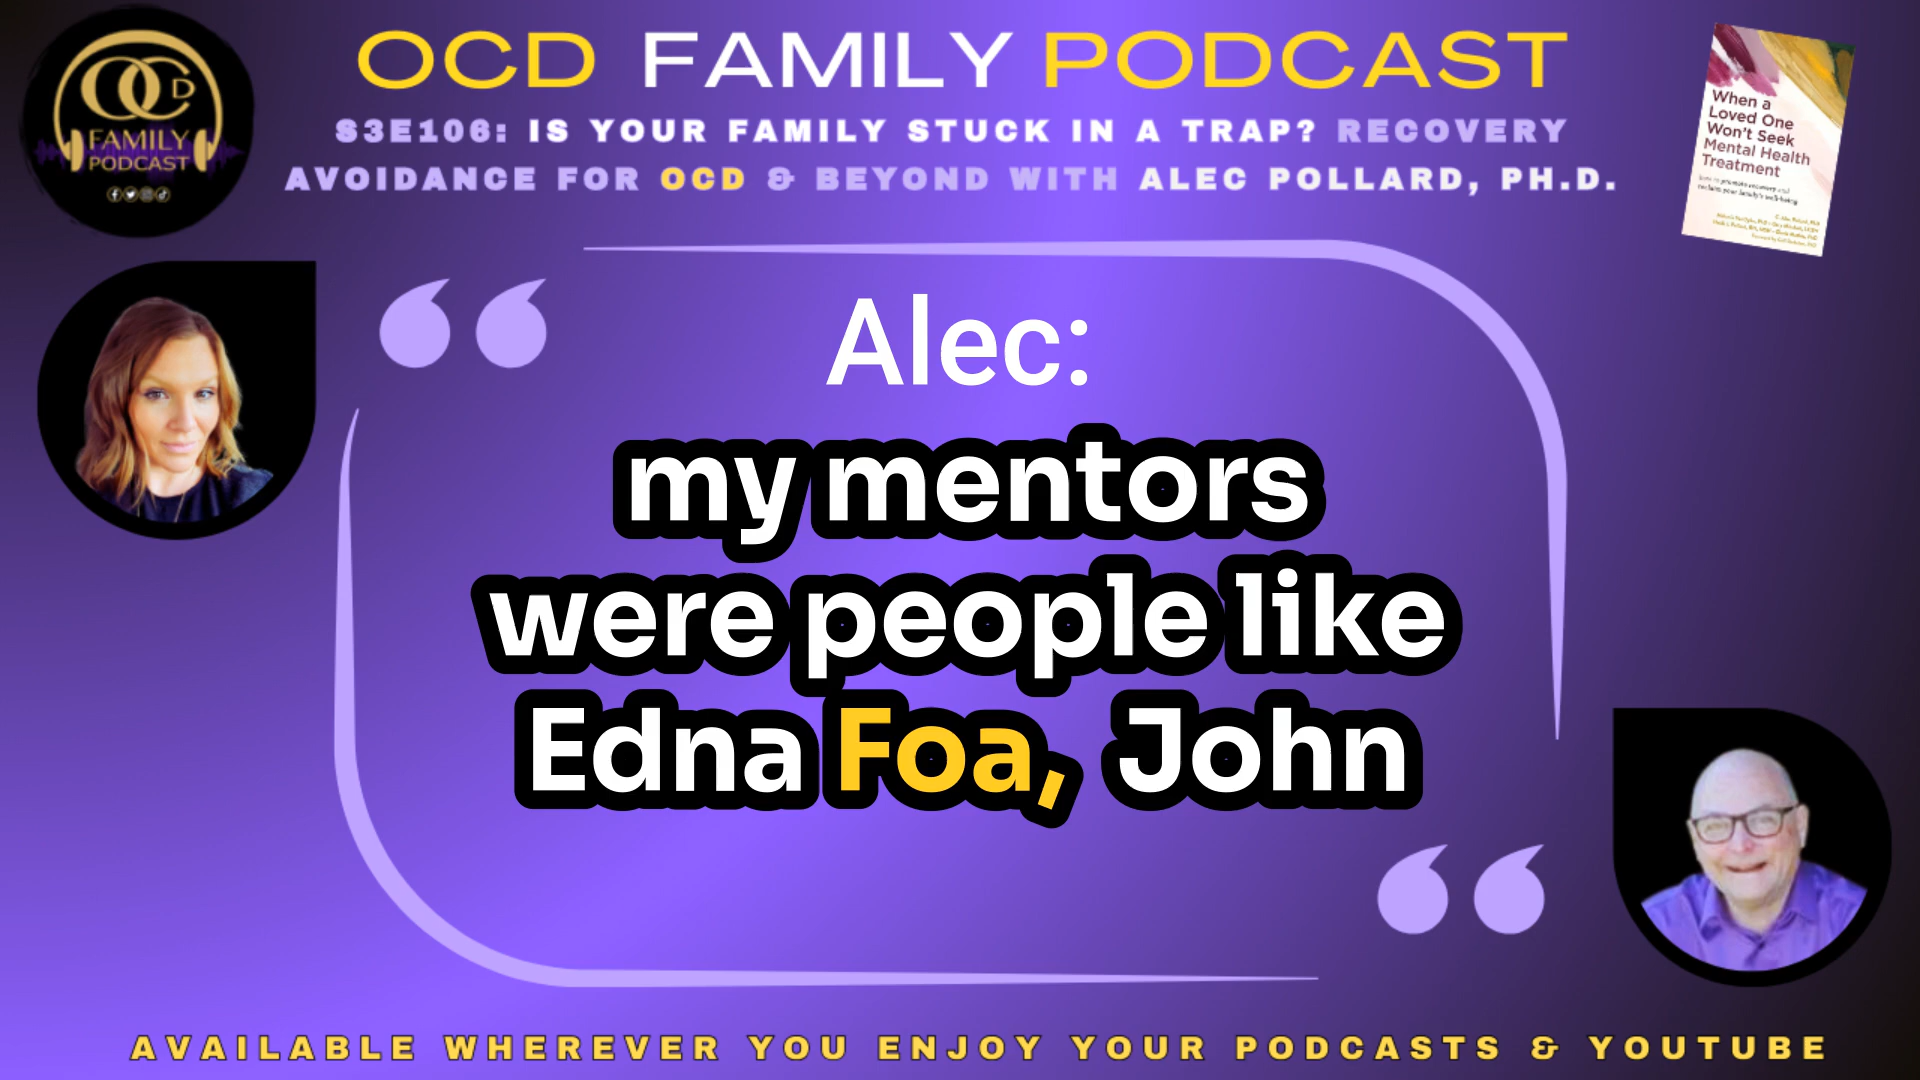 OCD FAMILY PODCAST
S3E106: IS YOUR FAMILY STUCK IN A TRAP? RECOVERY
AVOIDANCE FOR OCD & BEYOND WITH ALEC POLLARD, PH.D.
OCD
FAMILY
PODCAST
When a
Loved One
Won't Seek
Mental Health
Treatment
Alec:
my mentors
were people like
Edna Foa, John
AVAILABLE WHEREVER YOU ENJOY YOUR PODCASTS & YOUTUBE